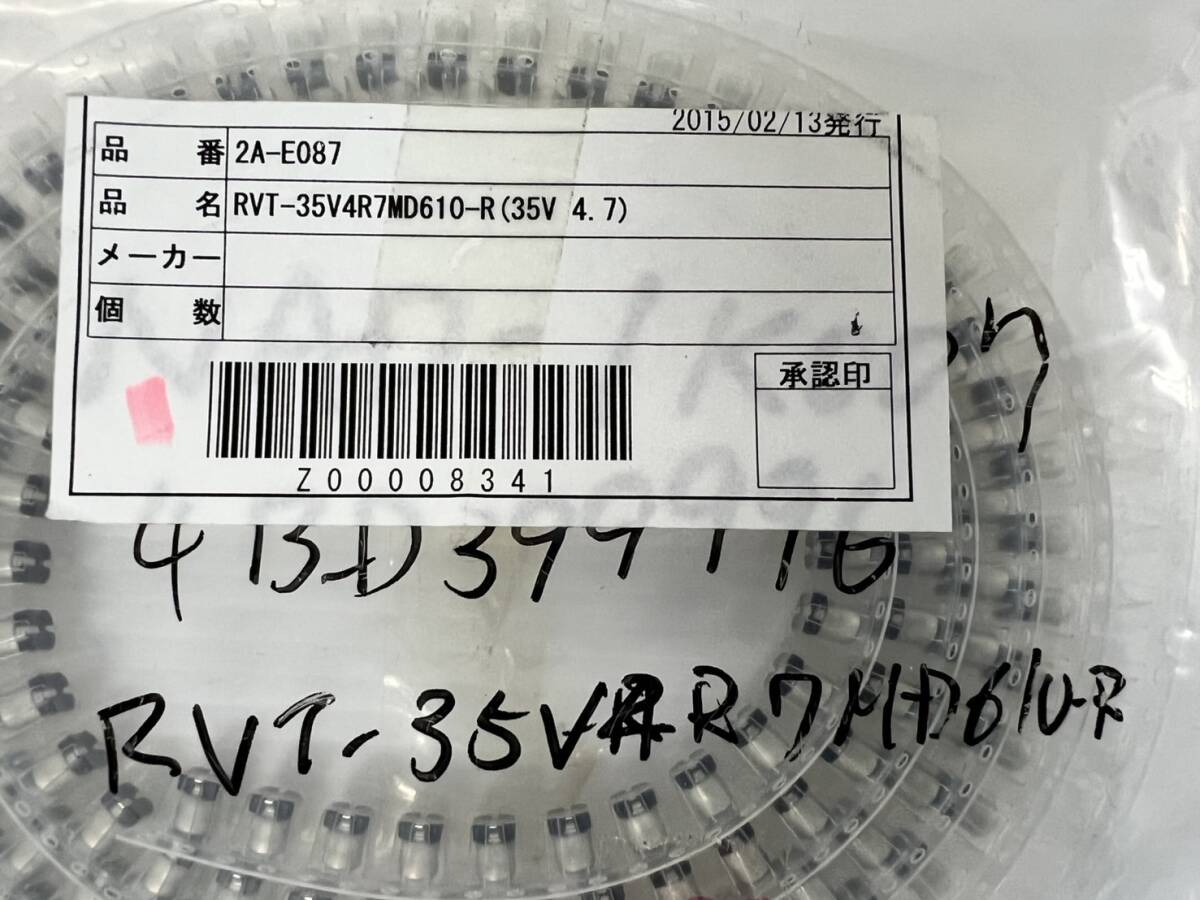 2015/02/13発行
品 番 2A-E087
品 名 RVT-35V4R7MD610-R(35V 4.7)
メーカー
個 数
承認印
Z00008341
RVT-35V4R7MD610-R